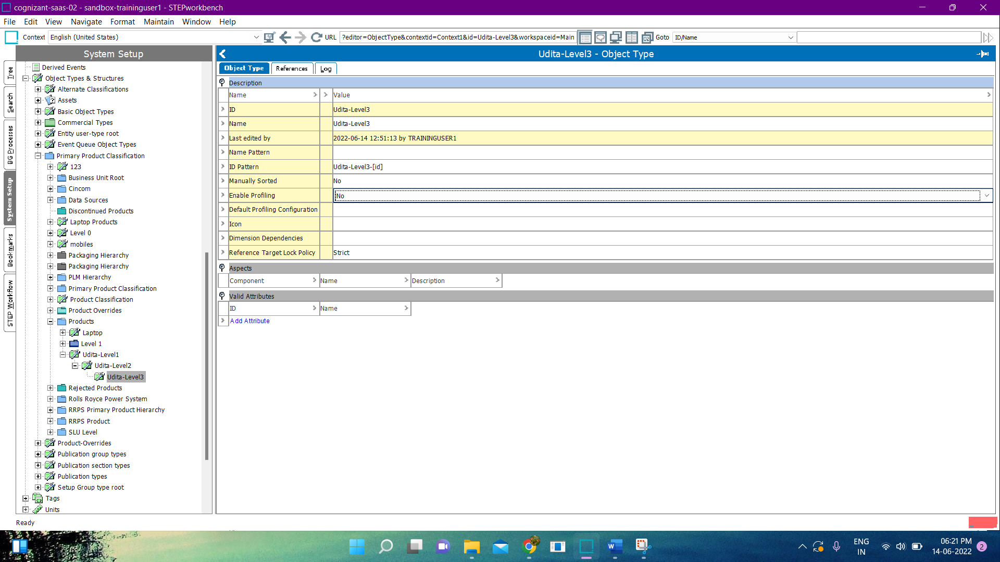 cognizant-saas-02 - sandbox-traininguser1 - STEPworkbench
File Edit View Navigate Format Maintain Window Help
Context English (United States) URL ?editor=ObjectType&contextid=Context1&id=Udita-Level3&workspaceid=Main Goto ID/Name
System Setup
Tree
Search
BG Processes
System Setup
Bookmarks
STEP Workflow
Derived Events
Object Types & Structures
Alternate Classifications
Assets
Basic Object Types
Commercial Types
Entity user-type root
Event Queue Object Types
Primary Product Classification
123
Business Unit Root
Cincom
Data Sources
Discontinued Products
Laptop Products
Level 0
mobiles
Packaging Hierarchy
Packaging Hierarchy
PLM Hierarchy
Primary Product Classification
Product Classification
Product Overrides
Products
Laptop
Level 1
Udita-Level1
Udita-Level2
Udita-Level3
Rejected Products
Rolls Royce Power System
RRPS Primary Product Hierarchy
RRPS Product
SLU Level
Product-Overrides
Publication group types
Publication section types
Publication types
Setup Group type root
Tags
Units
Udita-Level3 - Object Type
Object Type References Log
Description
Name Value
ID Udita-Level3
Name Udita-Level3
Last edited by 2022-06-14 12:51:13 by TRAININGUSER1
Name Pattern
ID Pattern Udita-Level3-[id]
Manually Sorted No
Enable Profiling No
Default Profiling Configuration
Icon
Dimension Dependencies
Reference Target Lock Policy Strict
Aspects
Component Name Description
Valid Attributes
ID Name
Add Attribute
Ready
ENG
IN
06:21 PM
14-06-2022
2